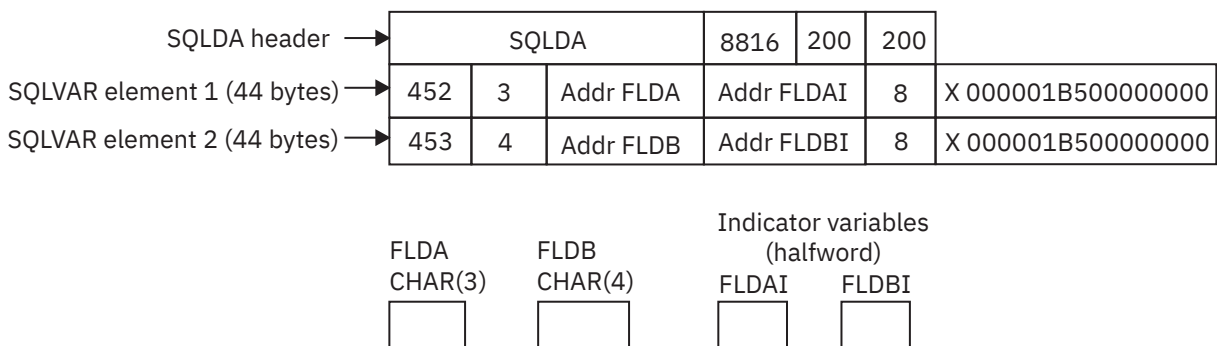 SQLDA header SQLDA 8816 200 200
SQLVAR element 1 (44 bytes) 452 3 Addr FLDA Addr FLDAI 8 X 000001B500000000
SQLVAR element 2 (44 bytes) 453 4 Addr FLDB Addr FLDBI 8 X 000001B500000000
Indicator variables
(halfword)
FLDA FLDB
CHAR(3) CHAR(4) FLDAI FLDBI